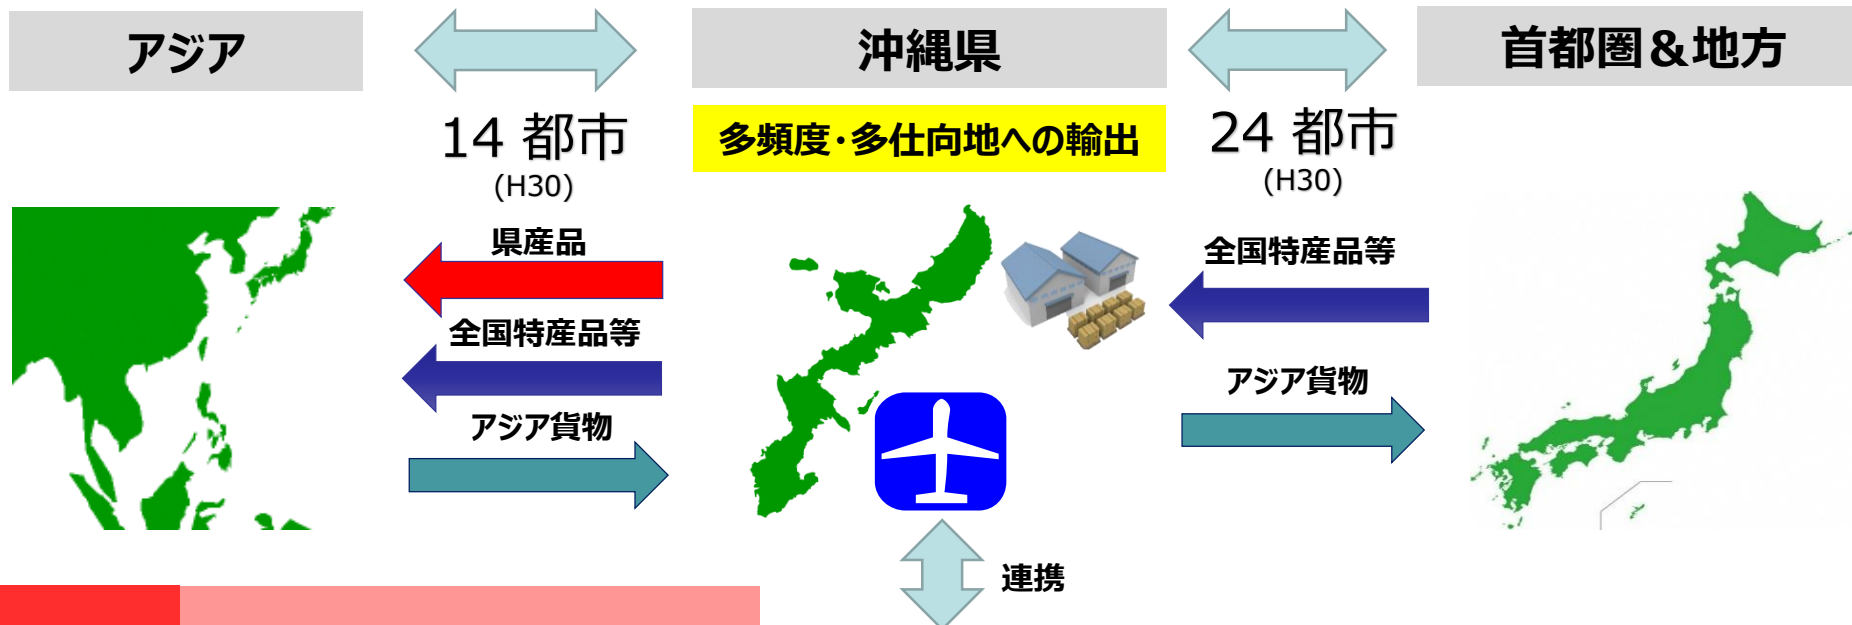 アジア
沖縄県
首都圏&地方
14 都市
(H30)
多頻度・多仕向地への輸出
24 都市
(H30)
県産品
全国特産品等
アジア貨物
全国特産品等
アジア貨物
連携